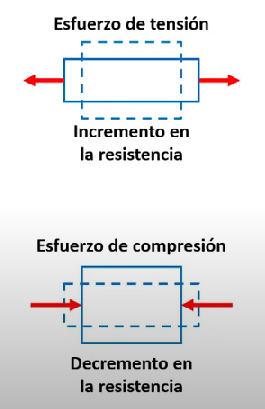 Esfuerzo de tensión
Incremento en
la resistencia
Esfuerzo de compresión
Decremento en
la resistencia